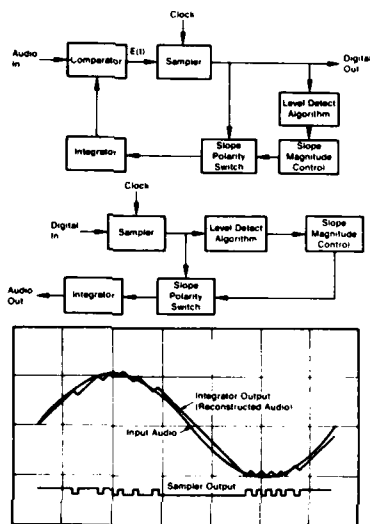 Clock
Audio
In
Comparator
E(t)
Sampler
Digital
Out
Level Detect
Algorithm
Integrator
Slope
Polarity
Switch
Slope
Magnitude
Control
Clock
Digital
In
Sampler
Level Detect
Algorithm
Slope
Magnitude
Control
Audio
Out
Integrator
Slope
Polarity
Switch
Integrator Output
(Reconstructed Audio)
Input Audio
Sampler Output